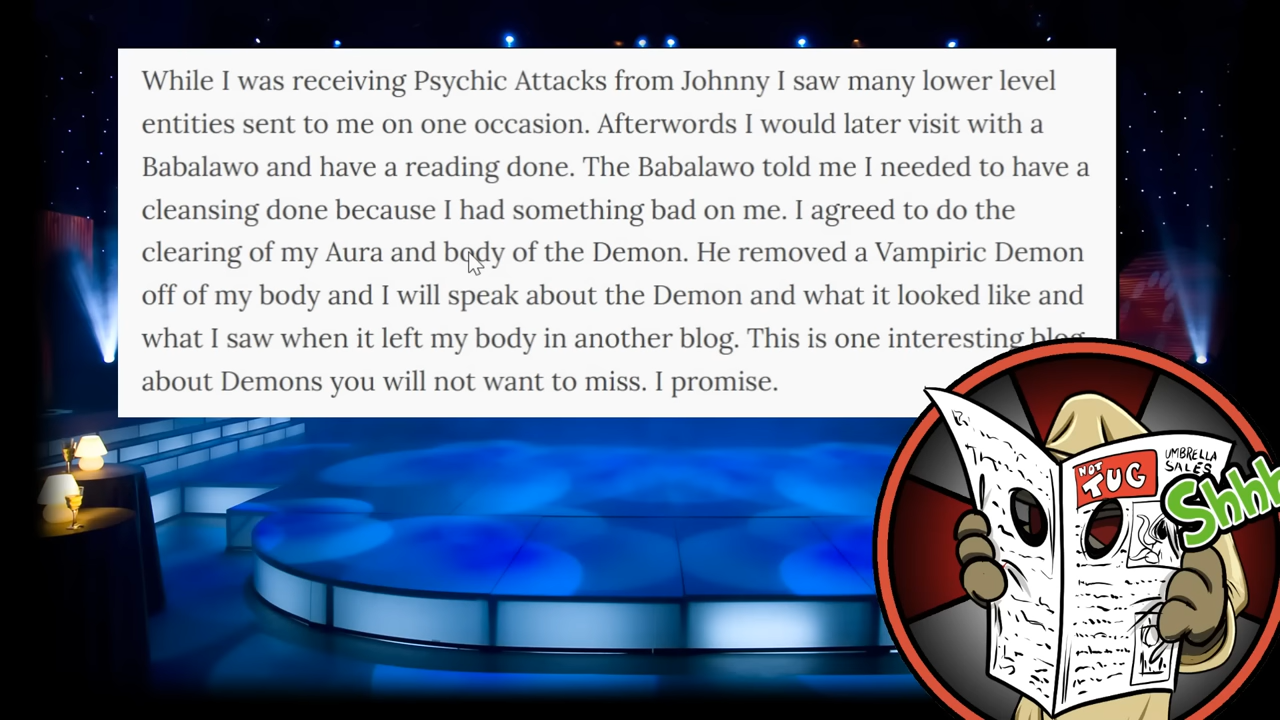 While I was receiving Psychic Attacks from Johnny I saw many lower level
entities sent to me on one occasion. Afterwords I would later visit with a
Babalawo and have a reading done. The Babalawo told me I needed to have a
cleansing done because I had something bad on me. I agreed to do the
clearing of my Aura and body of the Demon. He removed a Vampiric Demon
off of my body and I will speak about the Demon and what it looked like and
what I saw when it left my body in another blog. This is one interesting blog
about Demons you will not want to miss. I promise.
NOT
TUG
UMBRELLA
SALES
Shhh